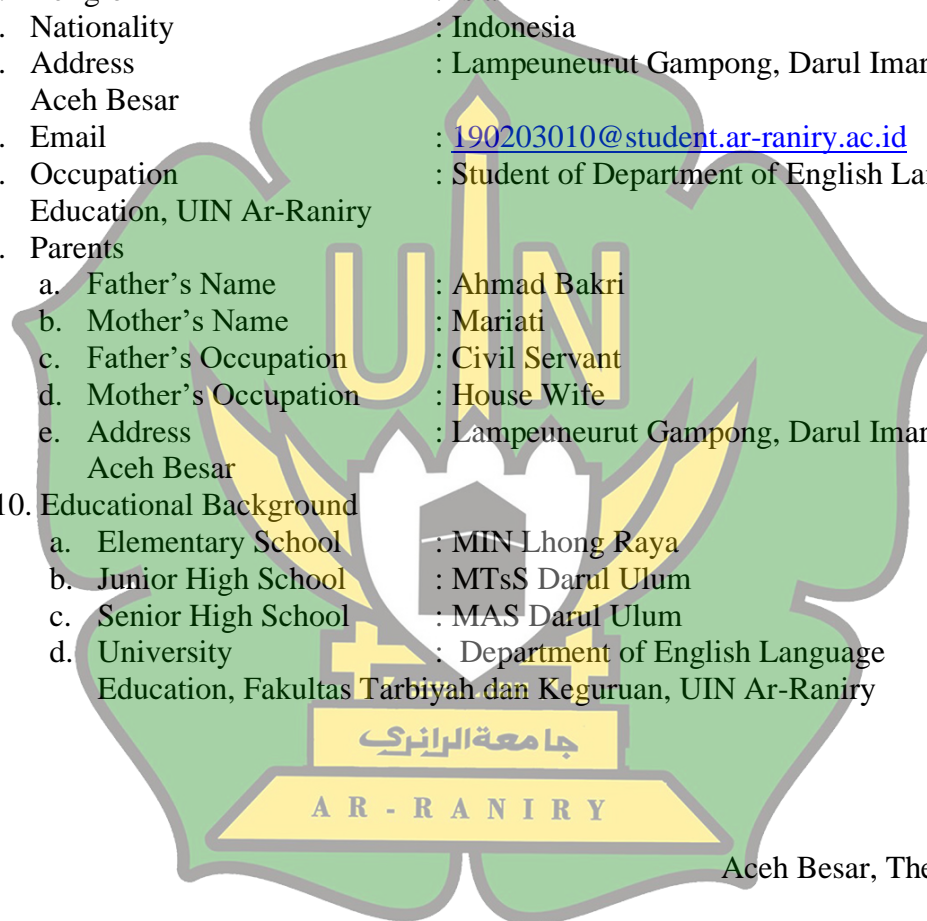 . Nationality : Indonesia
. Address : Lampeuneurut Gampong, Darul Imar
Aceh Besar
. Email : 190203010@student.ar-raniry.ac.id
. Occupation : Student of Department of English La
Education, UIN Ar-Raniry
. Parents
a. Father’s Name : Ahmad Bakri
b. Mother’s Name : Mariati
c. Father’s Occupation : Civil Servant
d. Mother’s Occupation : House Wife
e. Address : Lampeuneurut Gampong, Darul Imar
Aceh Besar
10. Educational Background
a. Elementary School : MIN Lhong Raya
b. Junior High School : MTsS Darul Ulum
c. Senior High School : MAS Darul Ulum
d. University : Department of English Language
Education, Fakultas Tarbiyah dan Keguruan, UIN Ar-Raniry
UIN
جامعة الرانري
AR-RANIRY
Aceh Besar, The